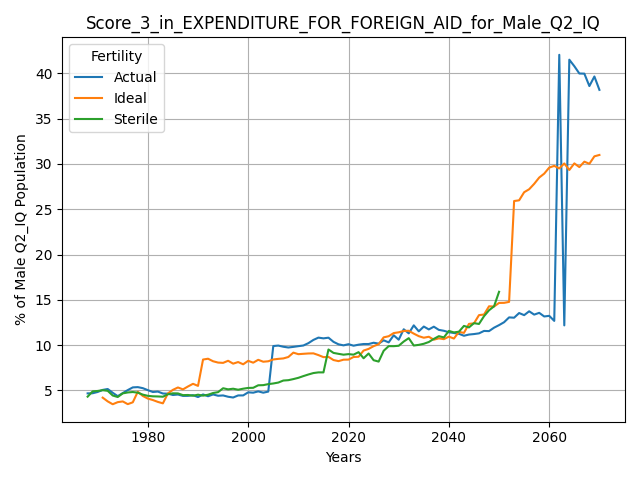 Score_3_in_EXPENDITURE_FOR_FOREIGN_AID_for_Male_Q2_IQ
Fertility
Actual
Ideal
Sterile
% of Male Q2_IQ Population
40
35
30
25
20
15
10
5
1980 2000 2020 2040 2060
Years